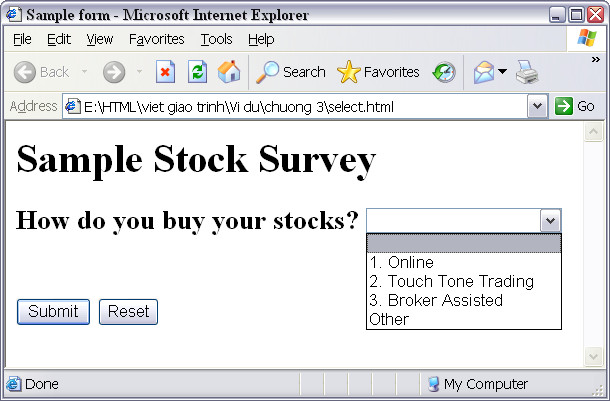 Sample form - Microsoft Internet Explorer
File Edit View Favorites Tools Help
Back Search Favorites
Address E:\HTML\viet giao trinh\Vi du\chuong 3\select.html Go
Sample Stock Survey
How do you buy your stocks?
1. Online
2. Touch Tone Trading
3. Broker Assisted
Other
Submit Reset
Done My Computer